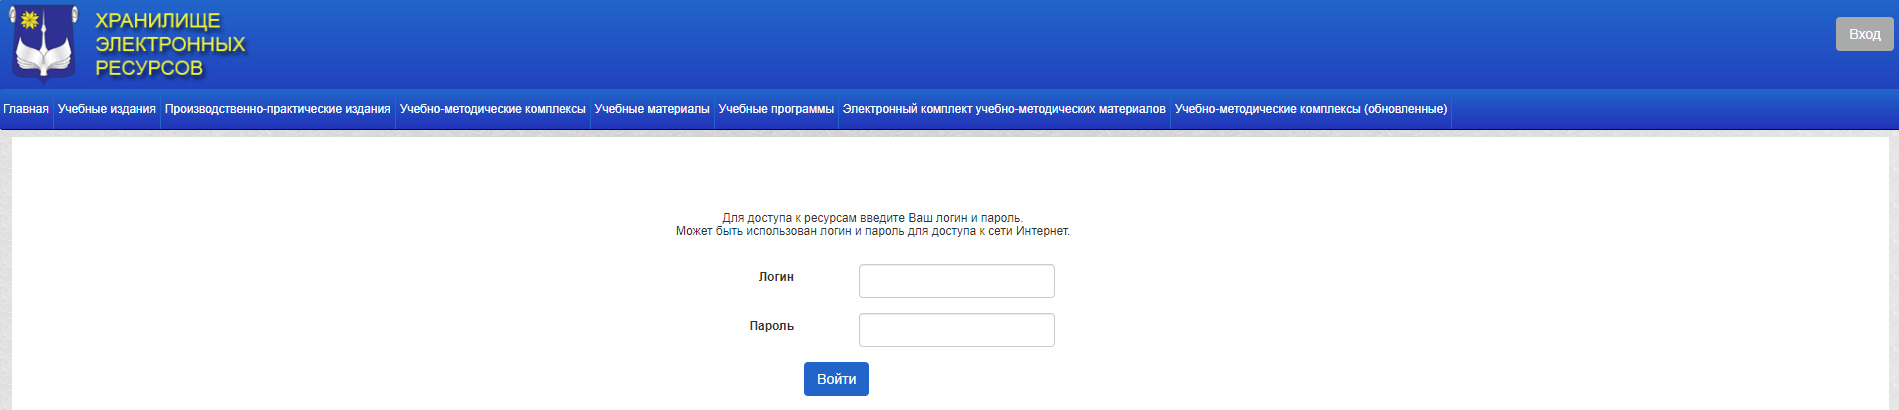 ХРАНИЛИЩЕ
ЭЛЕКТРОННЫХ
РЕСУРСОВ
Вход
Главная Учебные издания Производственно-практические издания Учебно-методические комплексы Учебные материалы Учебные программы Электронный комплект учебно-методических материалов Учебно-методические комплексы (обновленные)
Для доступа к ресурсам введите Ваш логин и пароль.
Может быть использован логин и пароль для доступа к сети Интернет.
Логин
Пароль
Войти